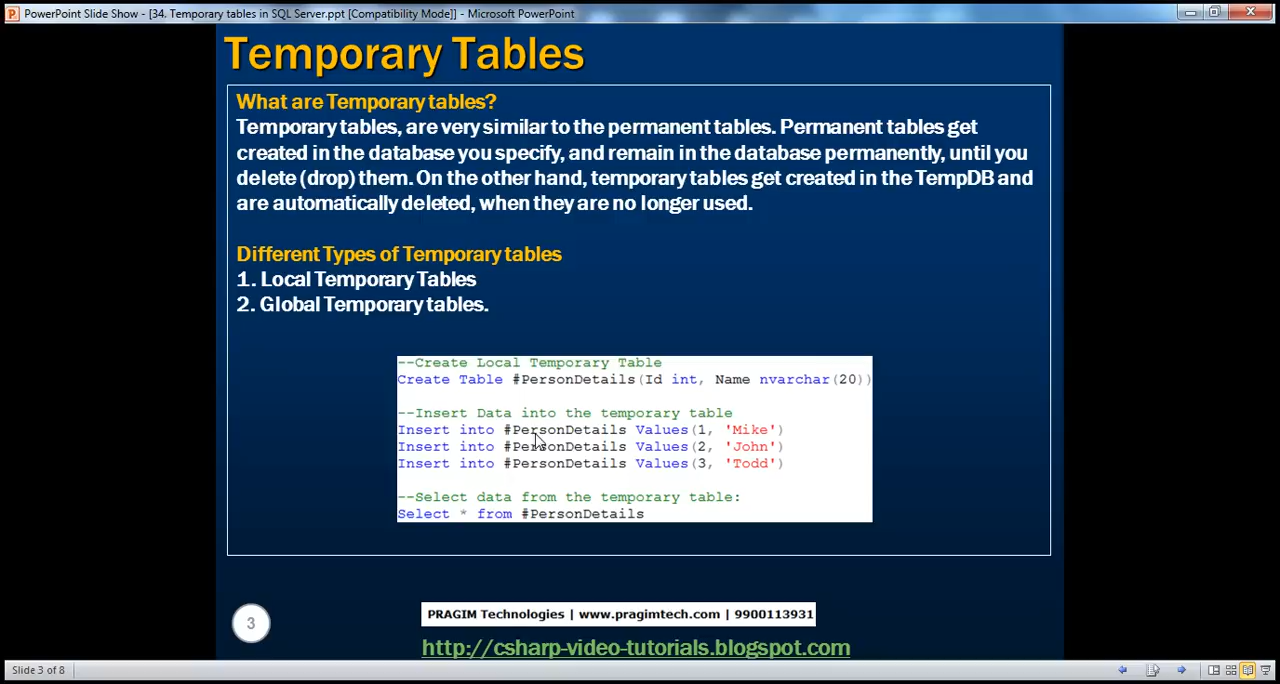 PowerPoint Slide Show - [34. Temporary tables in SQL Server.ppt [Compatibility Mode]] - Microsoft PowerPoint
Temporary Tables
What are Temporary tables?
Temporary tables, are very similar to the permanent tables. Permanent tables get
created in the database you specify, and remain in the database permanently, until you
delete (drop) them. On the other hand, temporary tables get created in the TempDB and
are automatically deleted, when they are no longer used.
Different Types of Temporary tables
1. Local Temporary Tables
2. Global Temporary tables.
--Create Local Temporary Table
Create Table #PersonDetails(Id int, Name nvarchar(20))
--Insert Data into the temporary table
Insert into #PersonDetails Values(1, 'Mike')
Insert into #PersonDetails Values(2, 'John')
Insert into #PersonDetails Values(3, 'Todd')
--Select data from the temporary table:
Select * from #PersonDetails
3
PRAGIM Technologies | www.pragimtech.com | 9900113931
http://csharp-video-tutorials.blogspot.com
Slide 3 of 8